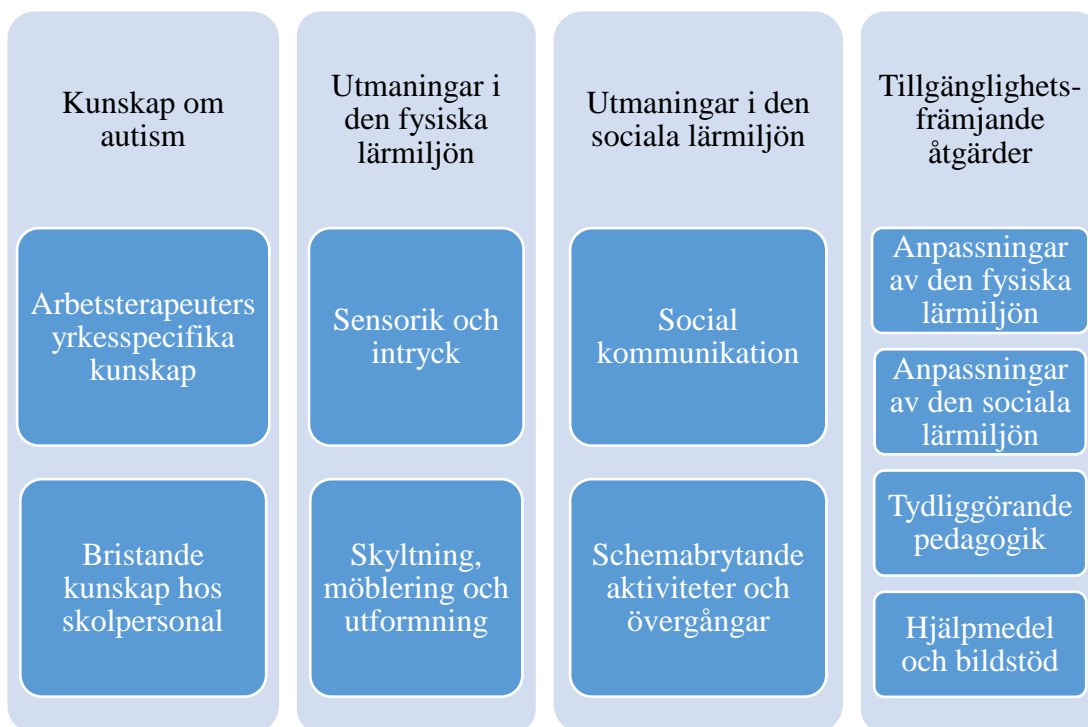 Kunskap om
autism
Arbetsterapeuters
yrkesspecifika
kunskap
Bristande
kunskap hos
skolpersonal
Utmaningar i
den fysiska
lärmiljön
Sensorik och
intryck
Skyltning,
möblering och
utformning
Utmaningar i den
sociala lärmiljön
Social
kommunikation
Schemabrytande
aktiviteter och
övergångar
Tillgänglighets-
främjande
åtgärder
Anpassningar
av den fysiska
lärmiljön
Anpassningar
av den sociala
lärmiljön
Tydliggörande
pedagogik
Hjälpmedel
och bildstöd